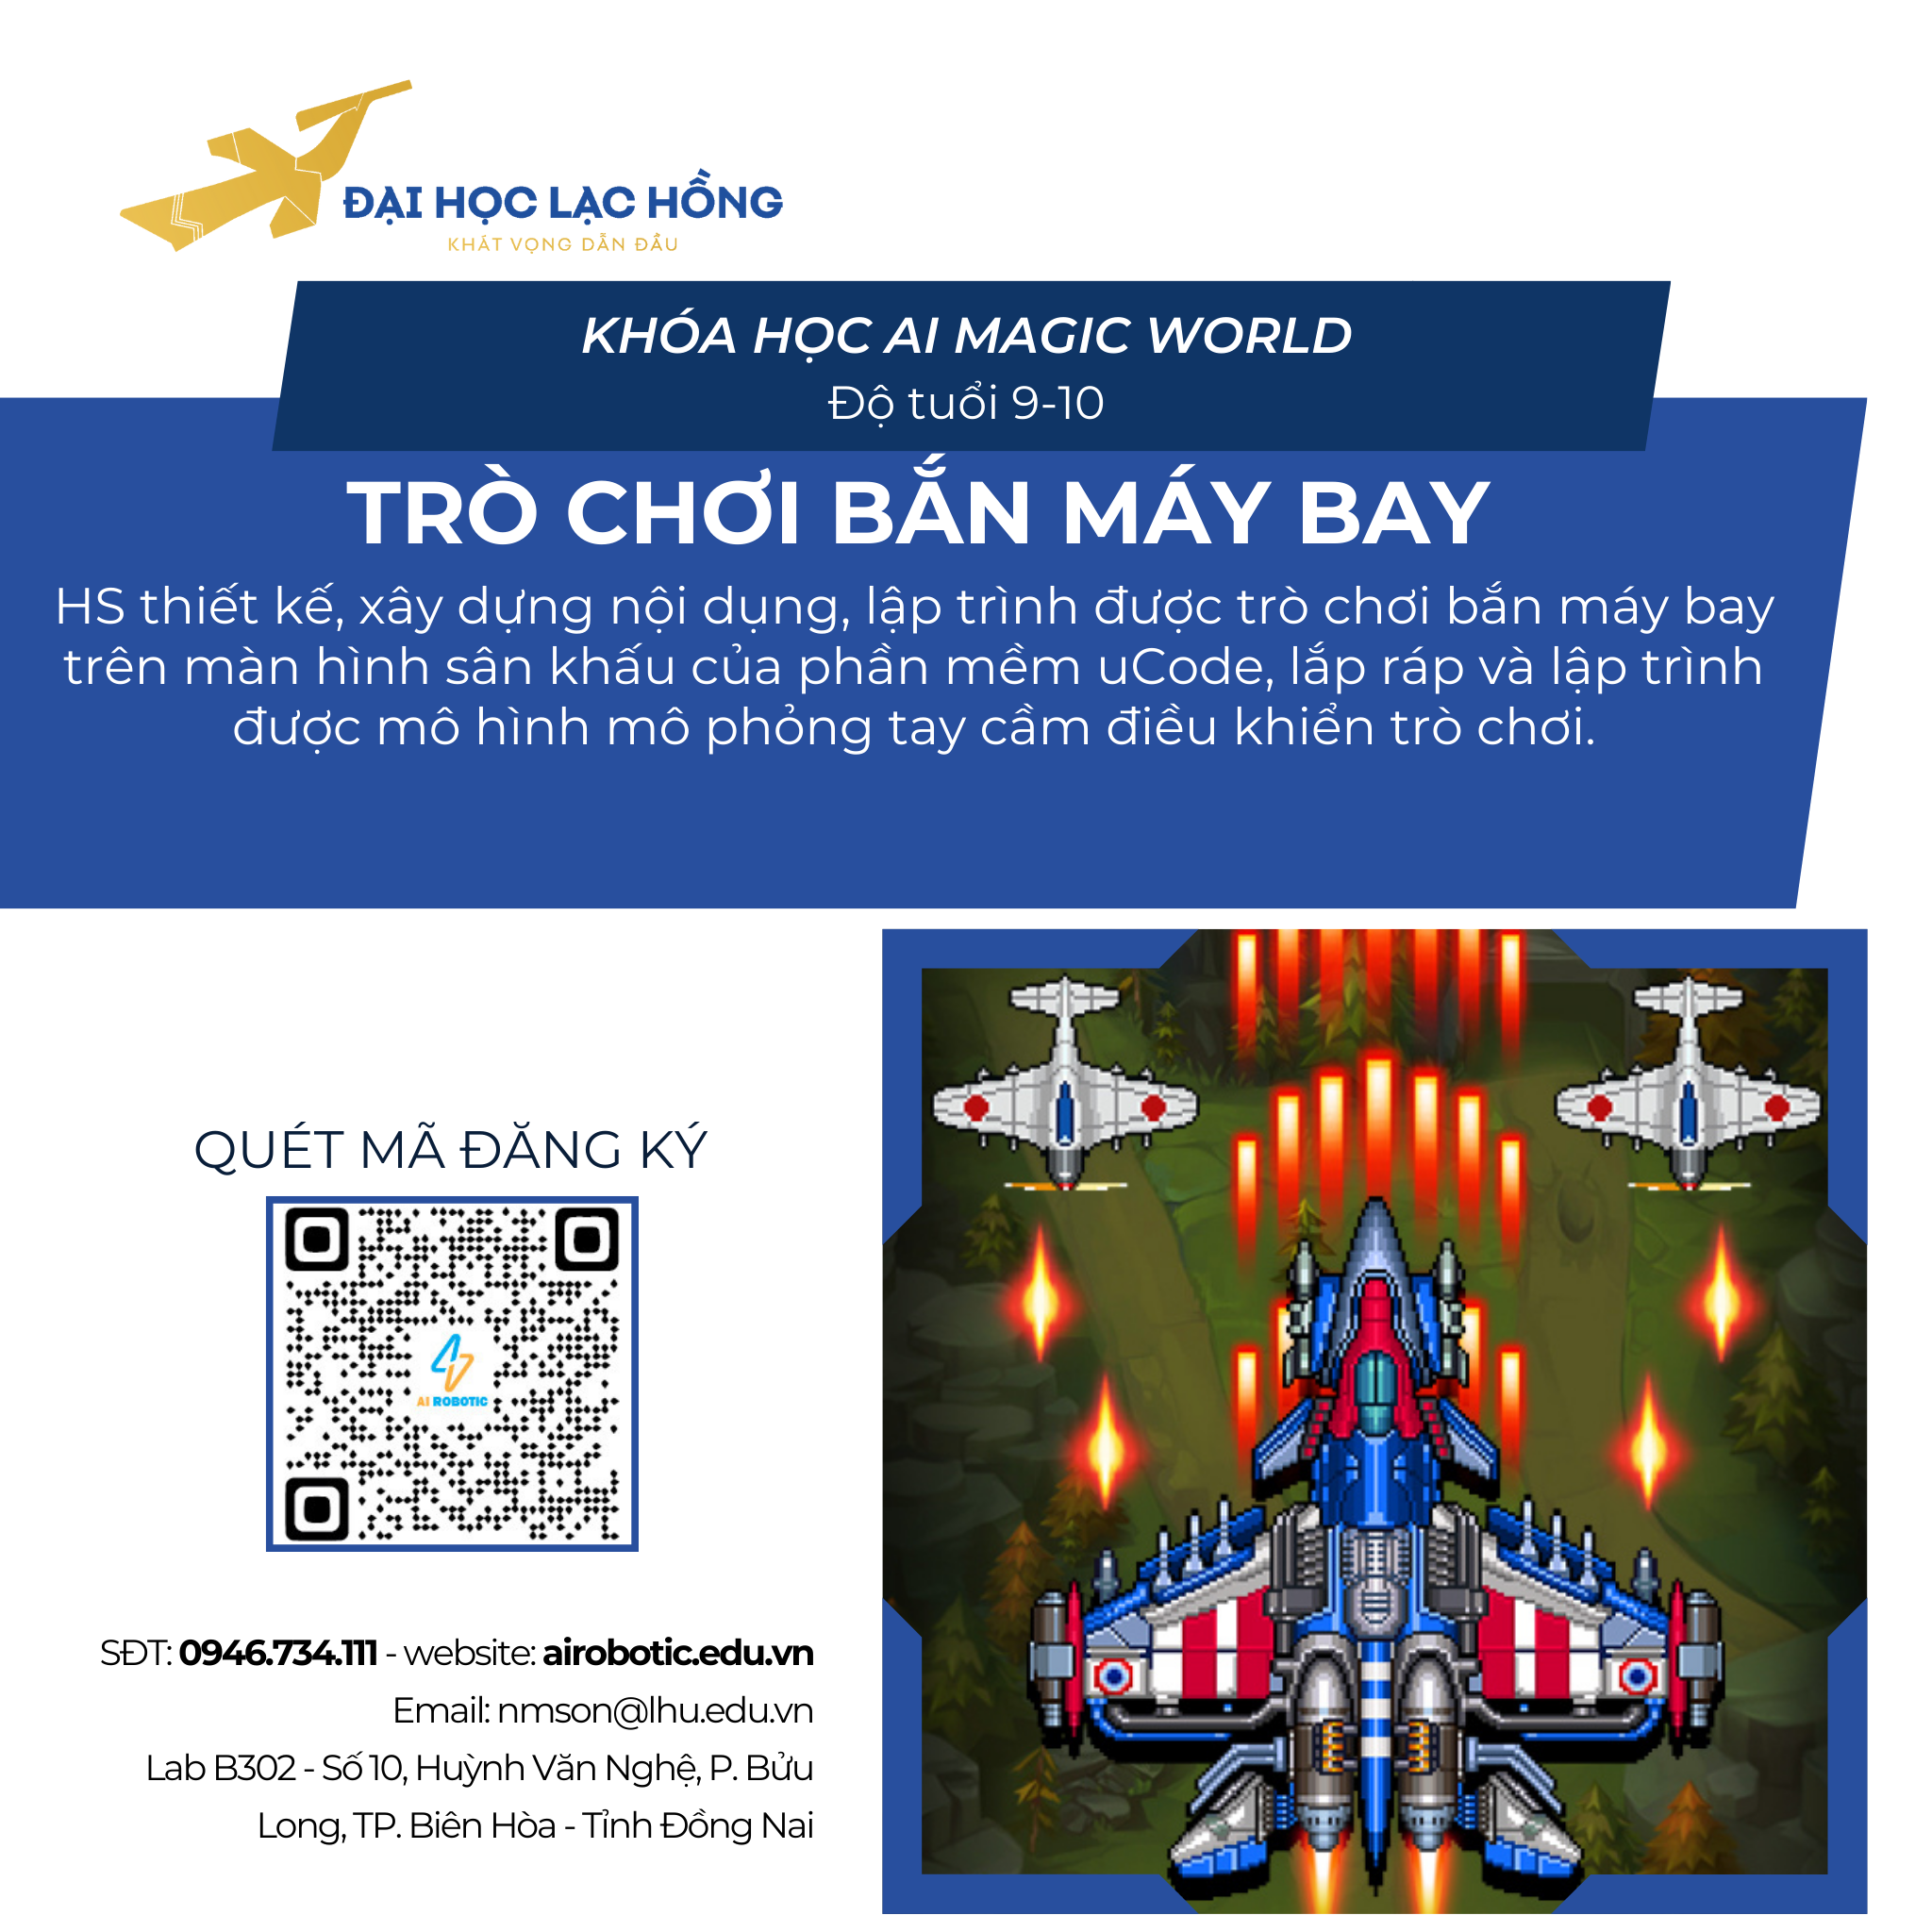 ĐẠI HỌC LẠC HỒNG
KHÁT VỌNG DẪN ĐẦU
KHÓA HỌC AI MAGIC WORLD
Độ tuổi 9-10
TRÒ CHƠI BẮN MÁY BAY
HS thiết kế, xây dựng nội dụng, lập trình được trò chơi bắn máy bay
trên màn hình sân khấu của phần mềm uCode, lắp ráp và lập trình
được mô hình mô phỏng tay cầm điều khiển trò chơi.
QUÉT MÃ ĐĂNG KÝ
AI ROBOTIC
SĐT: 0946.734.111 - website: airobotic.edu.vn
Email: nmson@lhu.edu.vn
Lab B302 - Số 10, Huỳnh Văn Nghệ, P. Bửu
Long, TP. Biên Hòa - Tỉnh Đồng Nai